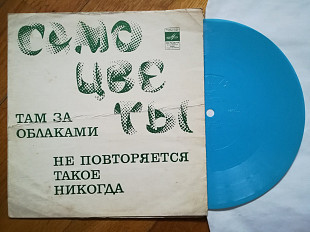 САМО
ЦВЕ
ТЫ
ТАМ ЗА
ОБЛАКАМИ
НЕ ПОВТОРЯЕТСЯ
ТАКОЕ
НИКОГДА